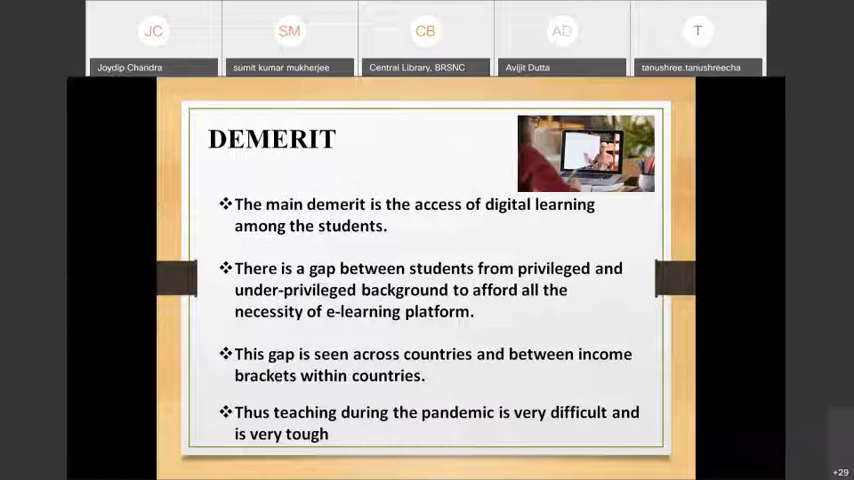 JC
SM
CB
AD
T
Joydip Chandra
sumit kumar mukherjee
Central Library, BRSNC
Avijit Dutta
tanushree.tanushreecha
DEMERIT
❖The main demerit is the access of digital learning
among the students.
❖There is a gap between students from privileged and
under-privileged background to afford all the
necessity of e-learning platform.
❖This gap is seen across countries and between income
brackets within countries.
❖Thus teaching during the pandemic is very difficult and
is very tough
+29